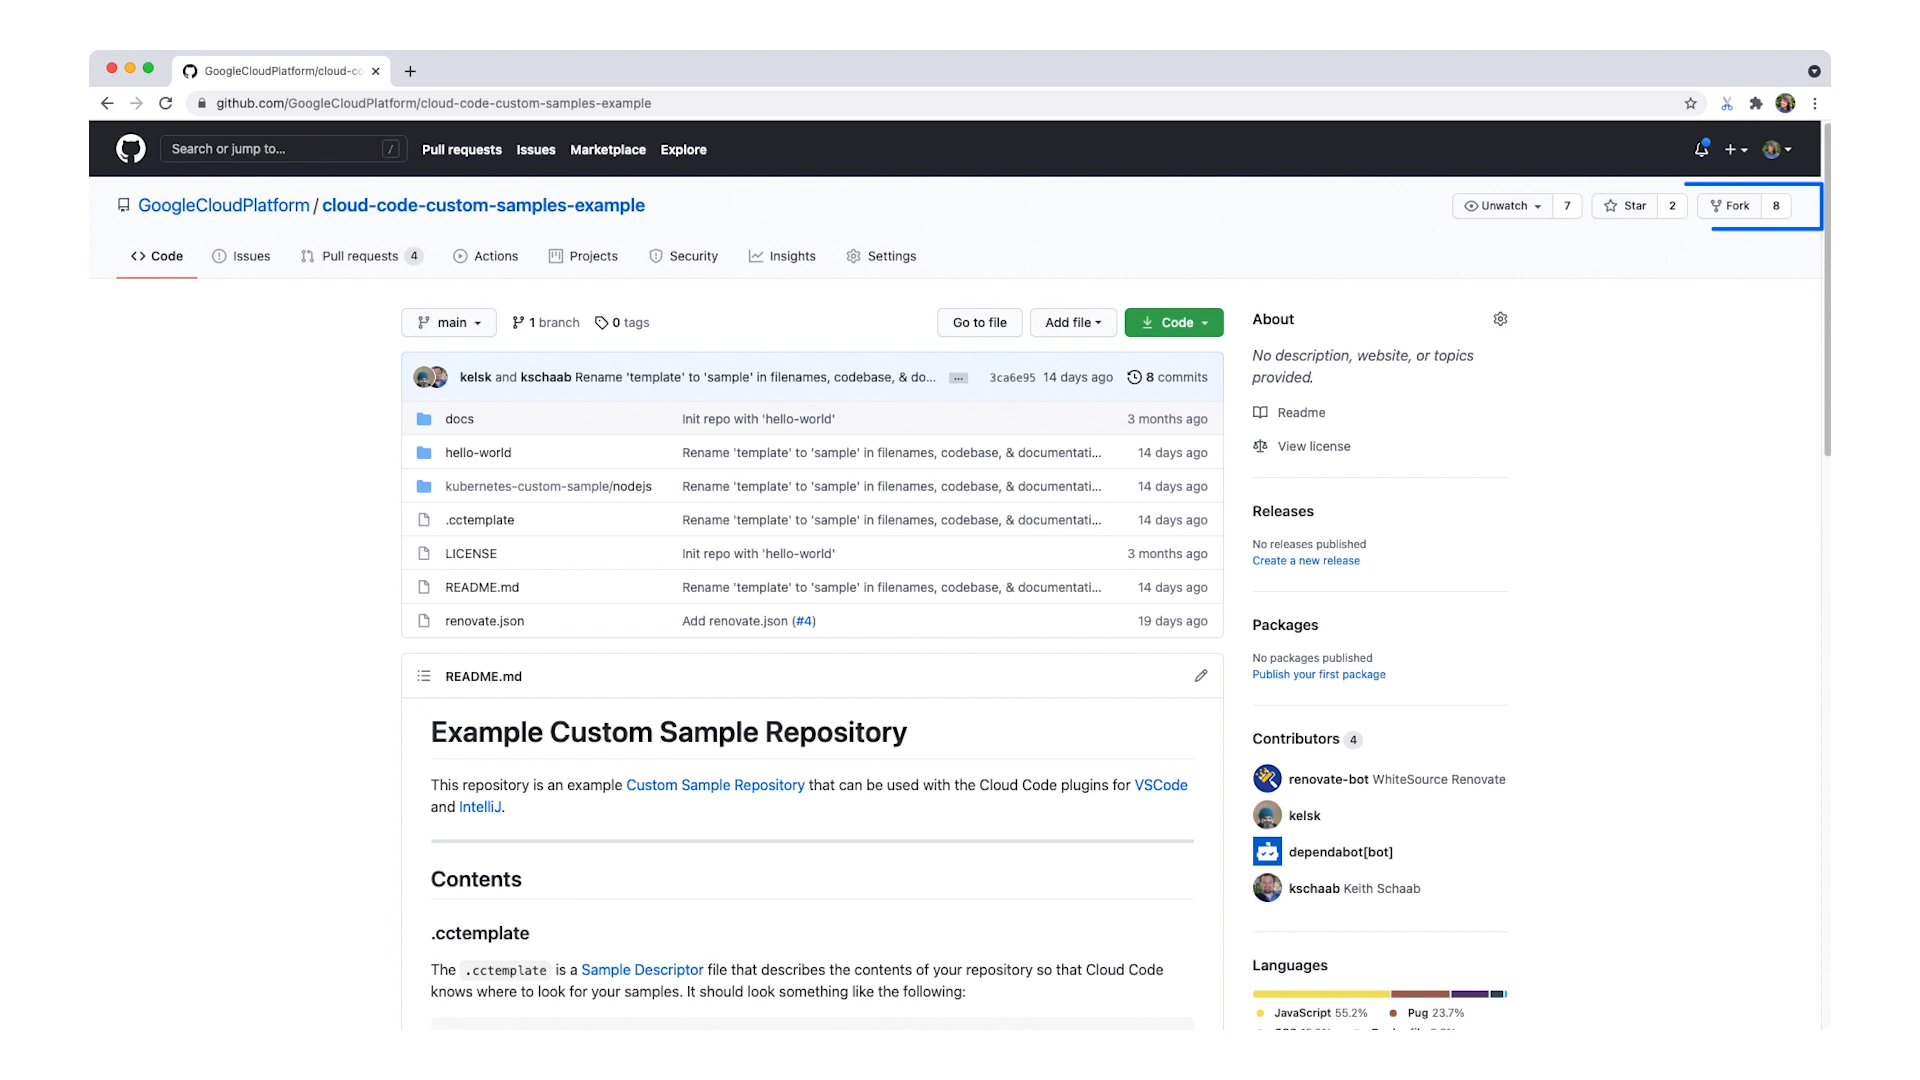 GoogleCloudPlatform/cloud-co
github.com/GoogleCloudPlatform/cloud-code-custom-samples-example
Search or jump to... / Pull requests Issues Marketplace Explore
GoogleCloudPlatform / cloud-code-custom-samples-example Unwatch 7 Star 2 Fork 8
Code Issues Pull requests 4 Actions Projects Security Insights Settings
main 1 branch 0 tags Go to file Add file Code
kelsk and kschaab Rename 'template' to 'sample' in filenames, codebase, & do... ... 3ca6e95 14 days ago 8 commits
docs Init repo with 'hello-world' 3 months ago
hello-world Rename 'template' to 'sample' in filenames, codebase, & documentati... 14 days ago
kubernetes-custom-sample/nodejs Rename 'template' to 'sample' in filenames, codebase, & documentati... 14 days ago
.cctemplate Rename 'template' to 'sample' in filenames, codebase, & documentati... 14 days ago
LICENSE Init repo with 'hello-world' 3 months ago
README.md Rename 'template' to 'sample' in filenames, codebase, & documentati... 14 days ago
renovate.json Add renovate.json (#4) 19 days ago
README.md
Example Custom Sample Repository
This repository is an example Custom Sample Repository that can be used with the Cloud Code plugins for VSCode
and IntelliJ.
Contents
.cctemplate
The .cctemplate is a Sample Descriptor file that describes the contents of your repository so that Cloud Code
knows where to look for your samples. It should look something like the following:
About
No description, website, or topics
provided.
Readme
View license
Releases
No releases published
Create a new release
Packages
No packages published
Publish your first package
Contributors 4
renovate-bot WhiteSource Renovate
kelsk
dependabot[bot]
kschaab Keith Schaab
Languages
JavaScript 55.2% Pug 23.7%